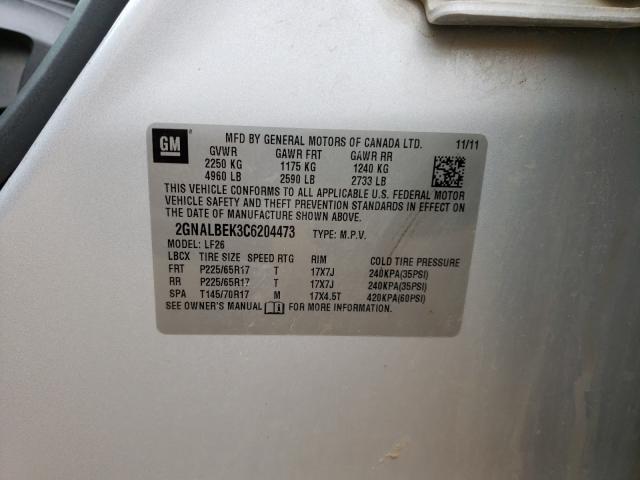 GM
MFD BY GENERAL MOTORS OF CANADA LTD. 11/11
GVWR GAWR FRT GAWR RR
2250 KG 1175 KG 1240 KG
4960 LB 2590 LB 2733 LB
THIS VEHICLE CONFORMS TO ALL APPLICABLE U.S. FEDERAL MOTOR
VEHICLE SAFETY AND THEFT PREVENTION STANDARDS IN EFFECT ON
THE DATE OF MANUFACTURE SHOWN ABOVE.
2GNALBEK3C6204473 TYPE: M.P.V.
MODEL: LF26
LBCX TIRE SIZE SPEED RTG RIM COLD TIRE PRESSURE
FRT P225/65R17 T 17X7J 240KPA(35PSI)
RR P225/65R17 T 17X7J 240KPA(35PSI)
SPA T145/70R17 M 17X4.5T 420KPA(60PSI)
SEE OWNER'S MANUAL FOR MORE INFORMATION.